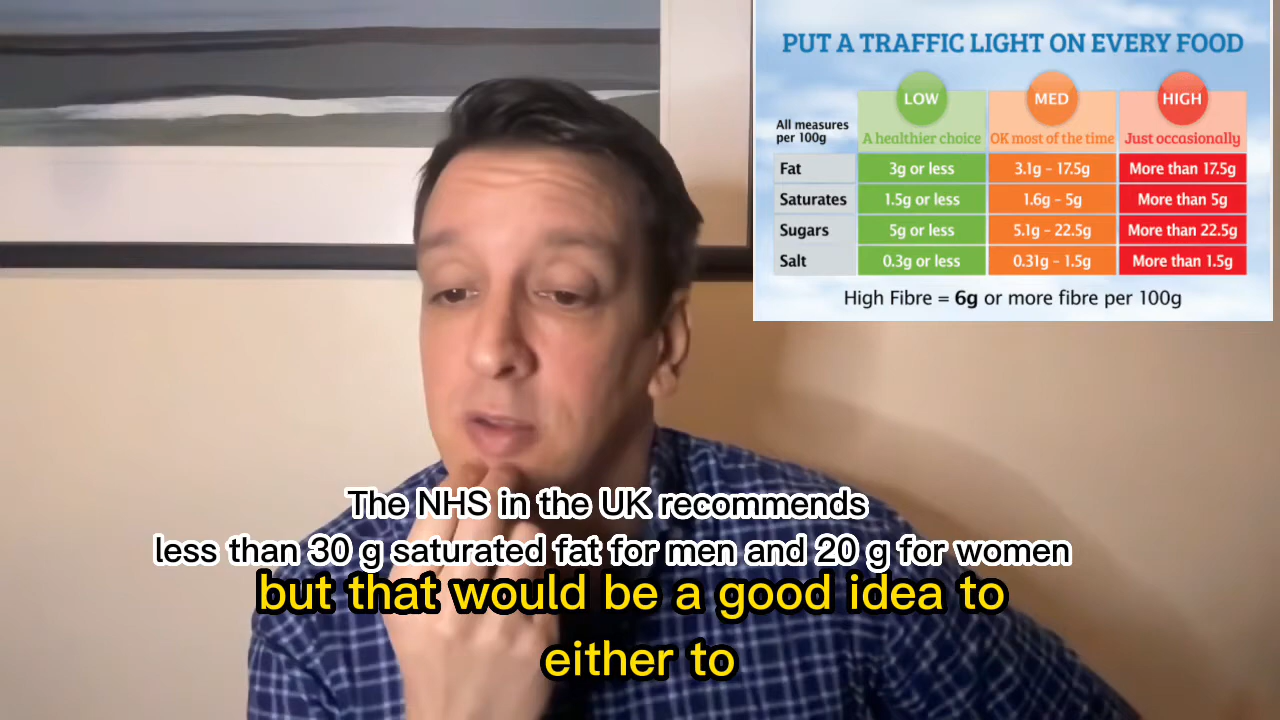 PUT A TRAFFIC LIGHT ON EVERY FOOD
LOW MED HIGH
All measures
per 100g
A healthier choice OK most of the time Just occasionally
Fat 3g or less 3.1g - 17.5g More than 17.5g
Saturates 1.5g or less 1.6g - 5g More than 5g
Sugars 5g or less 5.1g - 22.5g More than 22.5g
Salt 0.3g or less 0.31g - 1.5g More than 1.5g
High Fibre = 6g or more fibre per 100g
The NHS in the UK recommends
less than 30 g saturated fat for men and 20 g for women
but that would be a good idea to
either to